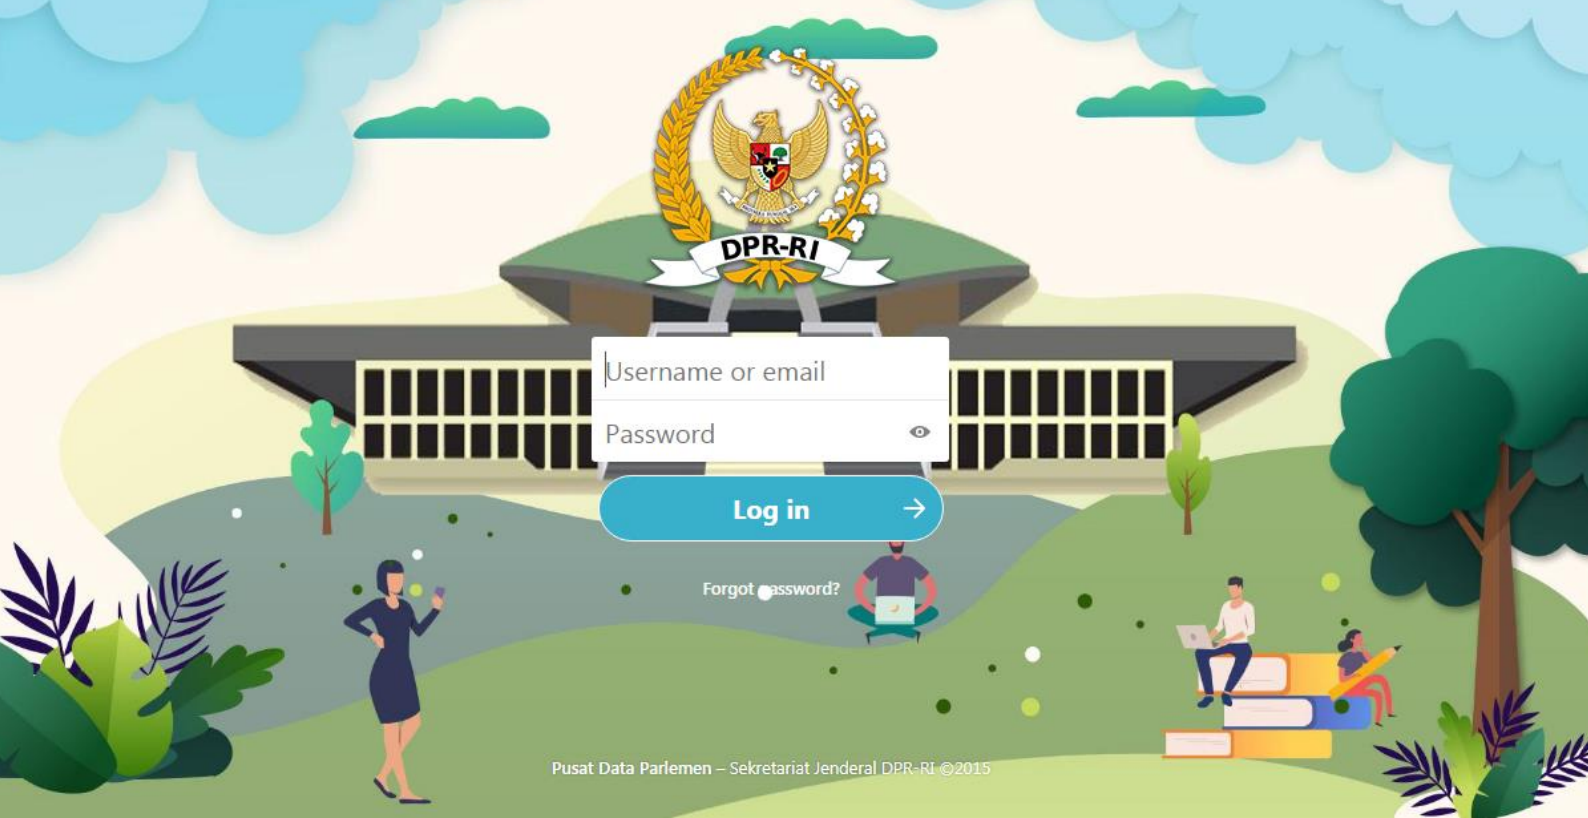 DPR-RI
Username or email
Password
Log in
Forgot password?
Pusat Data Parlemen – Sekretariat Jenderal DPR-RI ©2015